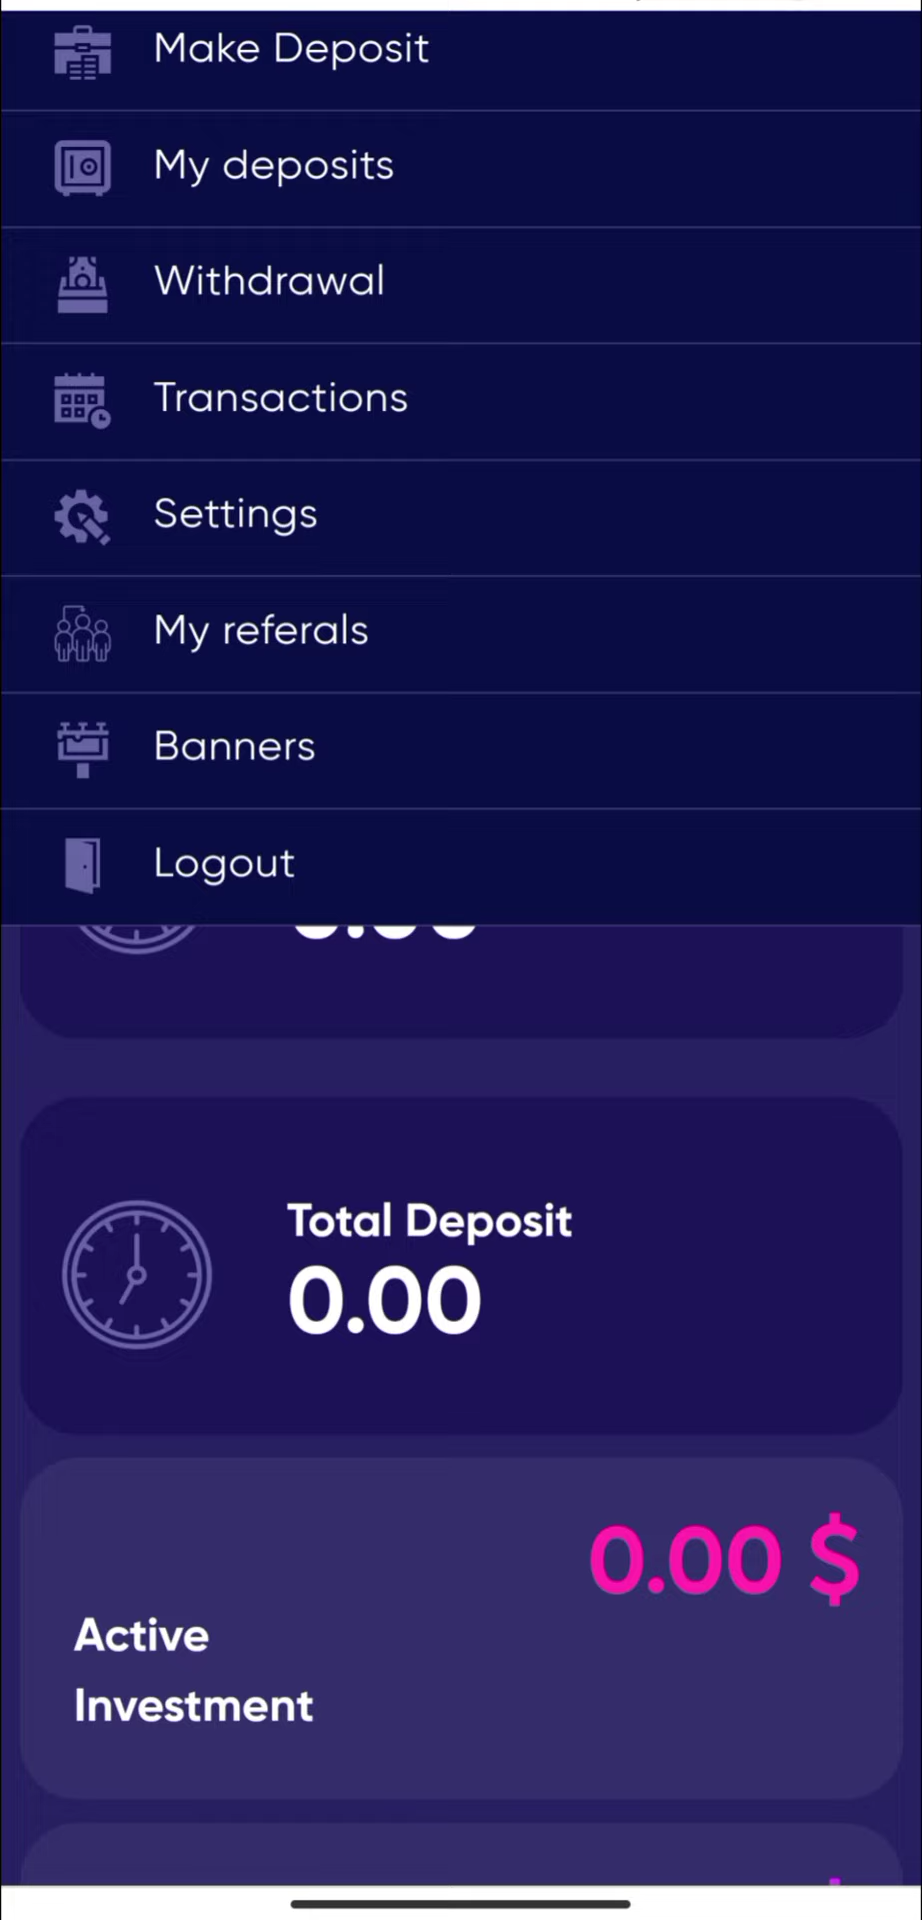 Make Deposit
My deposits
Withdrawal
Transactions
Settings
My referals
Banners
Logout
Total Deposit
0.00
0.00 $
Active
Investment